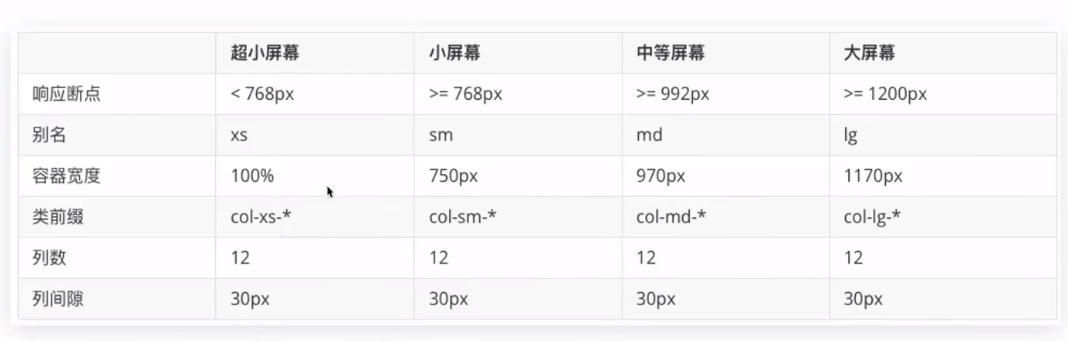 超小屏幕 小屏幕 中等屏幕 大屏幕
响应断点 < 768px >= 768px >= 992px >= 1200px
别名 xs sm md lg
容器宽度 100% 750px 970px 1170px
类前缀 col-xs-* col-sm-* col-md-* col-lg-*
列数 12 12 12 12
列间隙 30px 30px 30px 30px